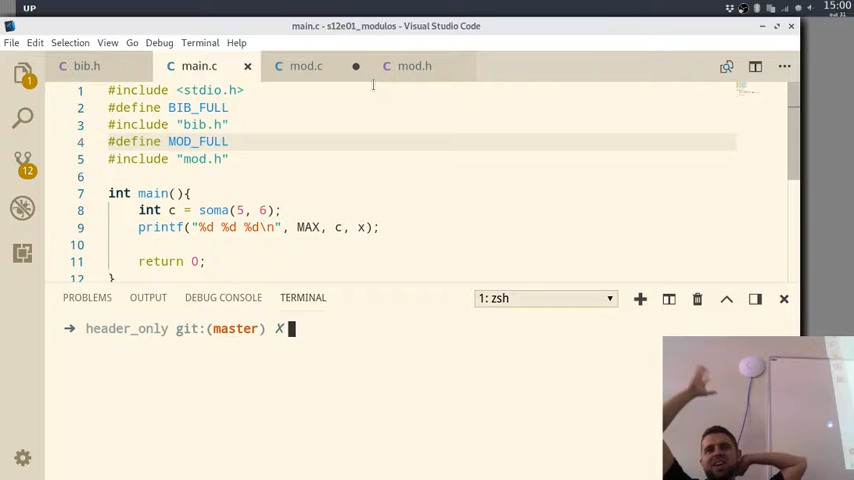 UP
15:00
out 31
main.c - s12e01_modulos - Visual Studio Code
File Edit Selection View Go Debug Terminal Help
bib.h main.c mod.c mod.h
1 #include <stdio.h>
2 #define BIB_FULL
3 #include "bib.h"
4 #define MOD_FULL
5 #include "mod.h"
6
7 int main(){
8 int c = soma(5, 6);
9 printf("%d %d %d\n", MAX, c, x);
10
11 return 0;
12 }
1
12
PROBLEMS OUTPUT DEBUG CONSOLE TERMINAL 1: zsh
→ header_only git:(master) ✗